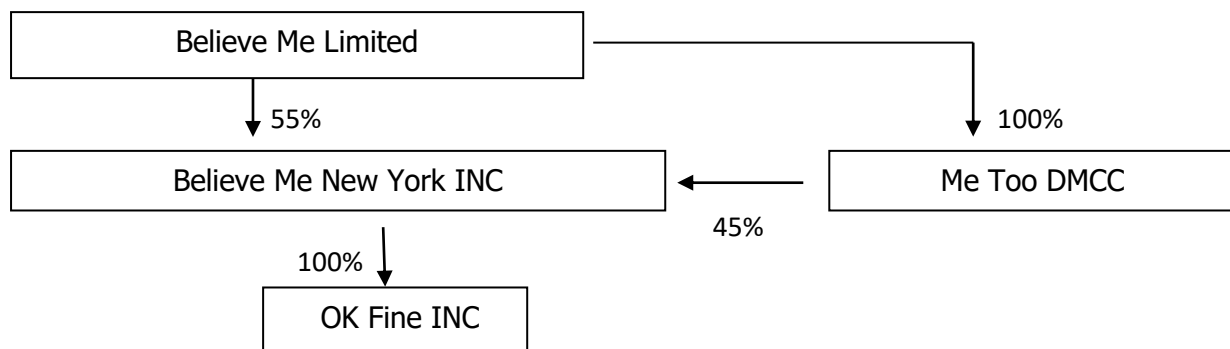 Believe Me Limited
55%
100%
Believe Me New York INC
Me Too DMCC
45%
100%
OK Fine INC